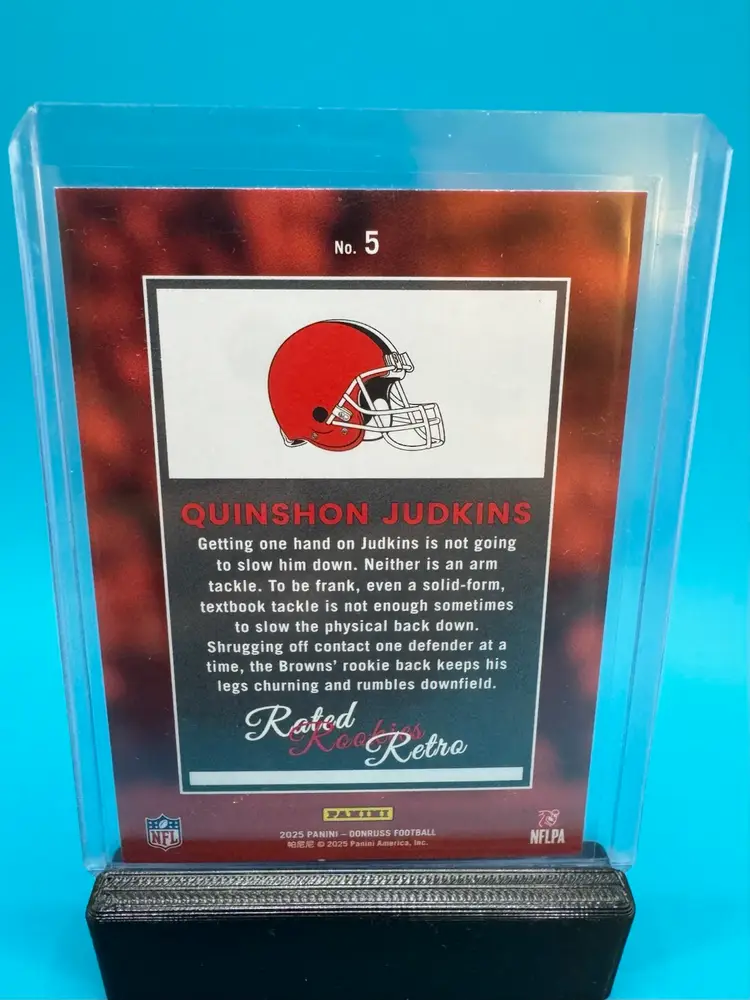 No. 5
QUINSHON JUDKINS
Getting one hand on Judkins is not going
to slow him down. Neither is an arm
tackle. To be frank, even a solid-form,
textbook tackle is not enough sometimes
to slow the physical back down.
Shrugging off contact one defender at a
time, the Browns' rookie back keeps his
legs churning and rumbles downfield.
Rated
Rookies
Retro
PANINI
NFL
2025 PANINI – DONRUSS FOOTBALL
帕尼尼 © 2025 Panini America, Inc.
NFLPA